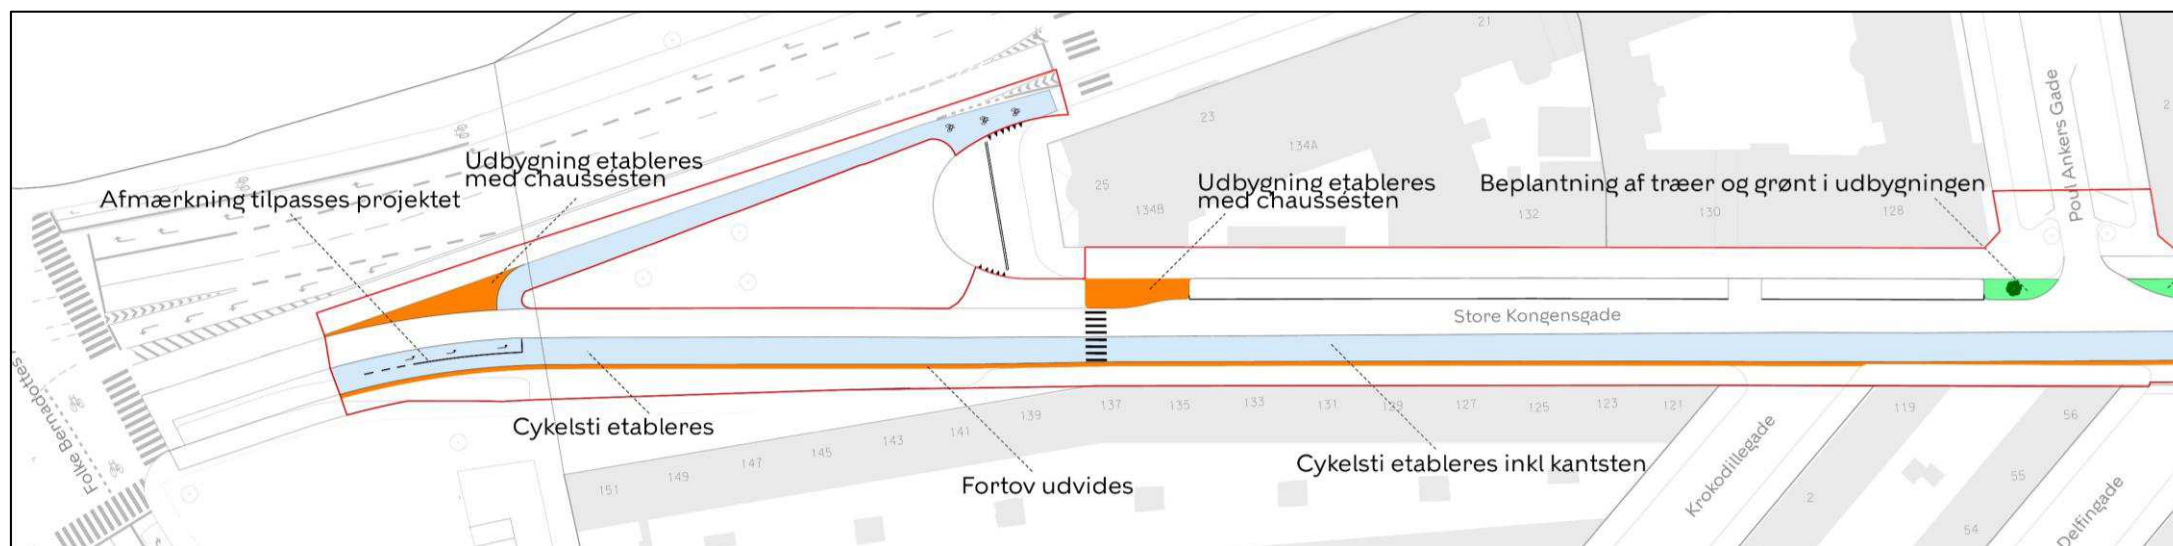 21
Udbygning etableres
med chaussésten
Afmærkning tilpasses projektet
23
134A
25
134B
Udbygning etableres
med chaussésten
Beplantning af træer og grønt i udbygningen
132
130
128
Poul Ankers Gade
Store Kongensgade
Folke Bernadottes
Cykelsti etableres
Fortov udvides
Cykelsti etableres inkl kantsten
151
149
147
145
143
141
139
137
135
133
131
129
127
125
123
121
119
56
55
54
2
Krokodillegade
Delfingade